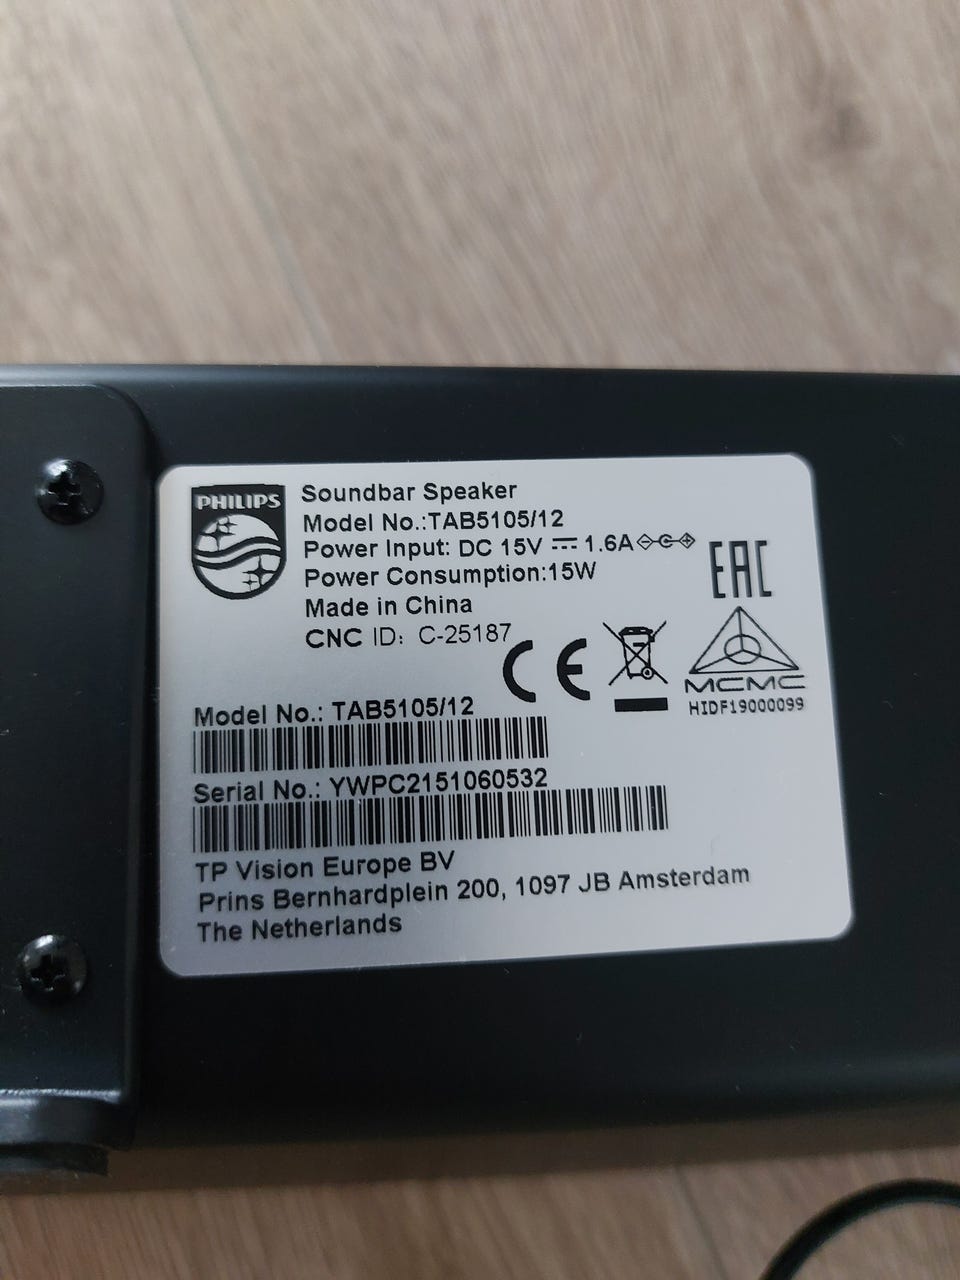 PHILIPS
Soundbar Speaker
Model No.:TAB5105/12
Power Input: DC 15V 1.6A
Power Consumption:15W
Made in China
CNC ID: C-25187
EAC
CE
MCMC
HIDF19000099
Model No.: TAB5105/12
Serial No.: YWPC2151060532
TP Vision Europe BV
Prins Bernhardplein 200, 1097 JB Amsterdam
The Netherlands